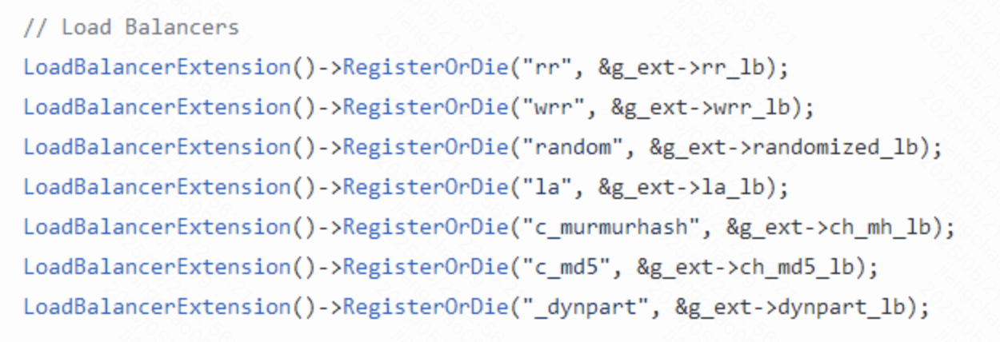 // Load Balancers
LoadBalancerExtension()->RegisterOrDie("rr", &g_ext->rr_lb);
LoadBalancerExtension()->RegisterOrDie("wrr", &g_ext->wrr_lb);
LoadBalancerExtension()->RegisterOrDie("random", &g_ext->randomized_lb);
LoadBalancerExtension()->RegisterOrDie("la", &g_ext->la_lb);
LoadBalancerExtension()->RegisterOrDie("c_murmurhash", &g_ext->ch_mh_lb);
LoadBalancerExtension()->RegisterOrDie("c_md5", &g_ext->ch_md5_lb);
LoadBalancerExtension()->RegisterOrDie("_dynpart", &g_ext->dynpart_lb);